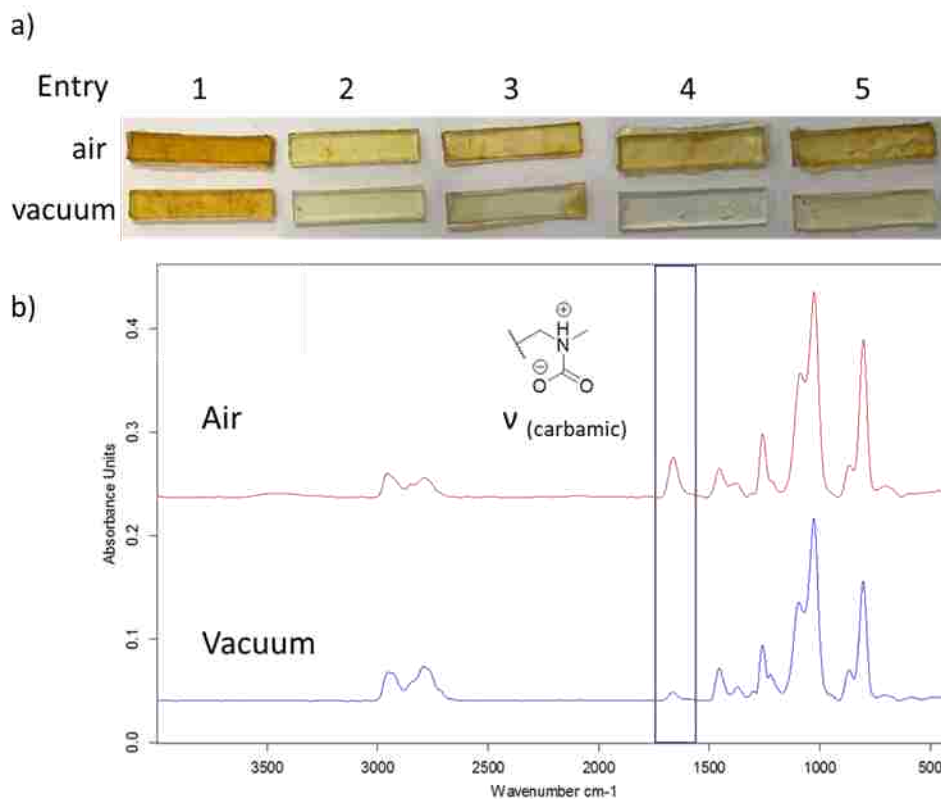 a)
Entry 1 2 3 4 5
air
vacuum
b)
0.4
0.3
0.2
0.1
0.0
Absorbance Units
⊕
H
N
⊖
O O
Air
ν (carbamic)
Vacuum
3500 3000 2500 2000 1500 1000 500
Wavenumber cm-1